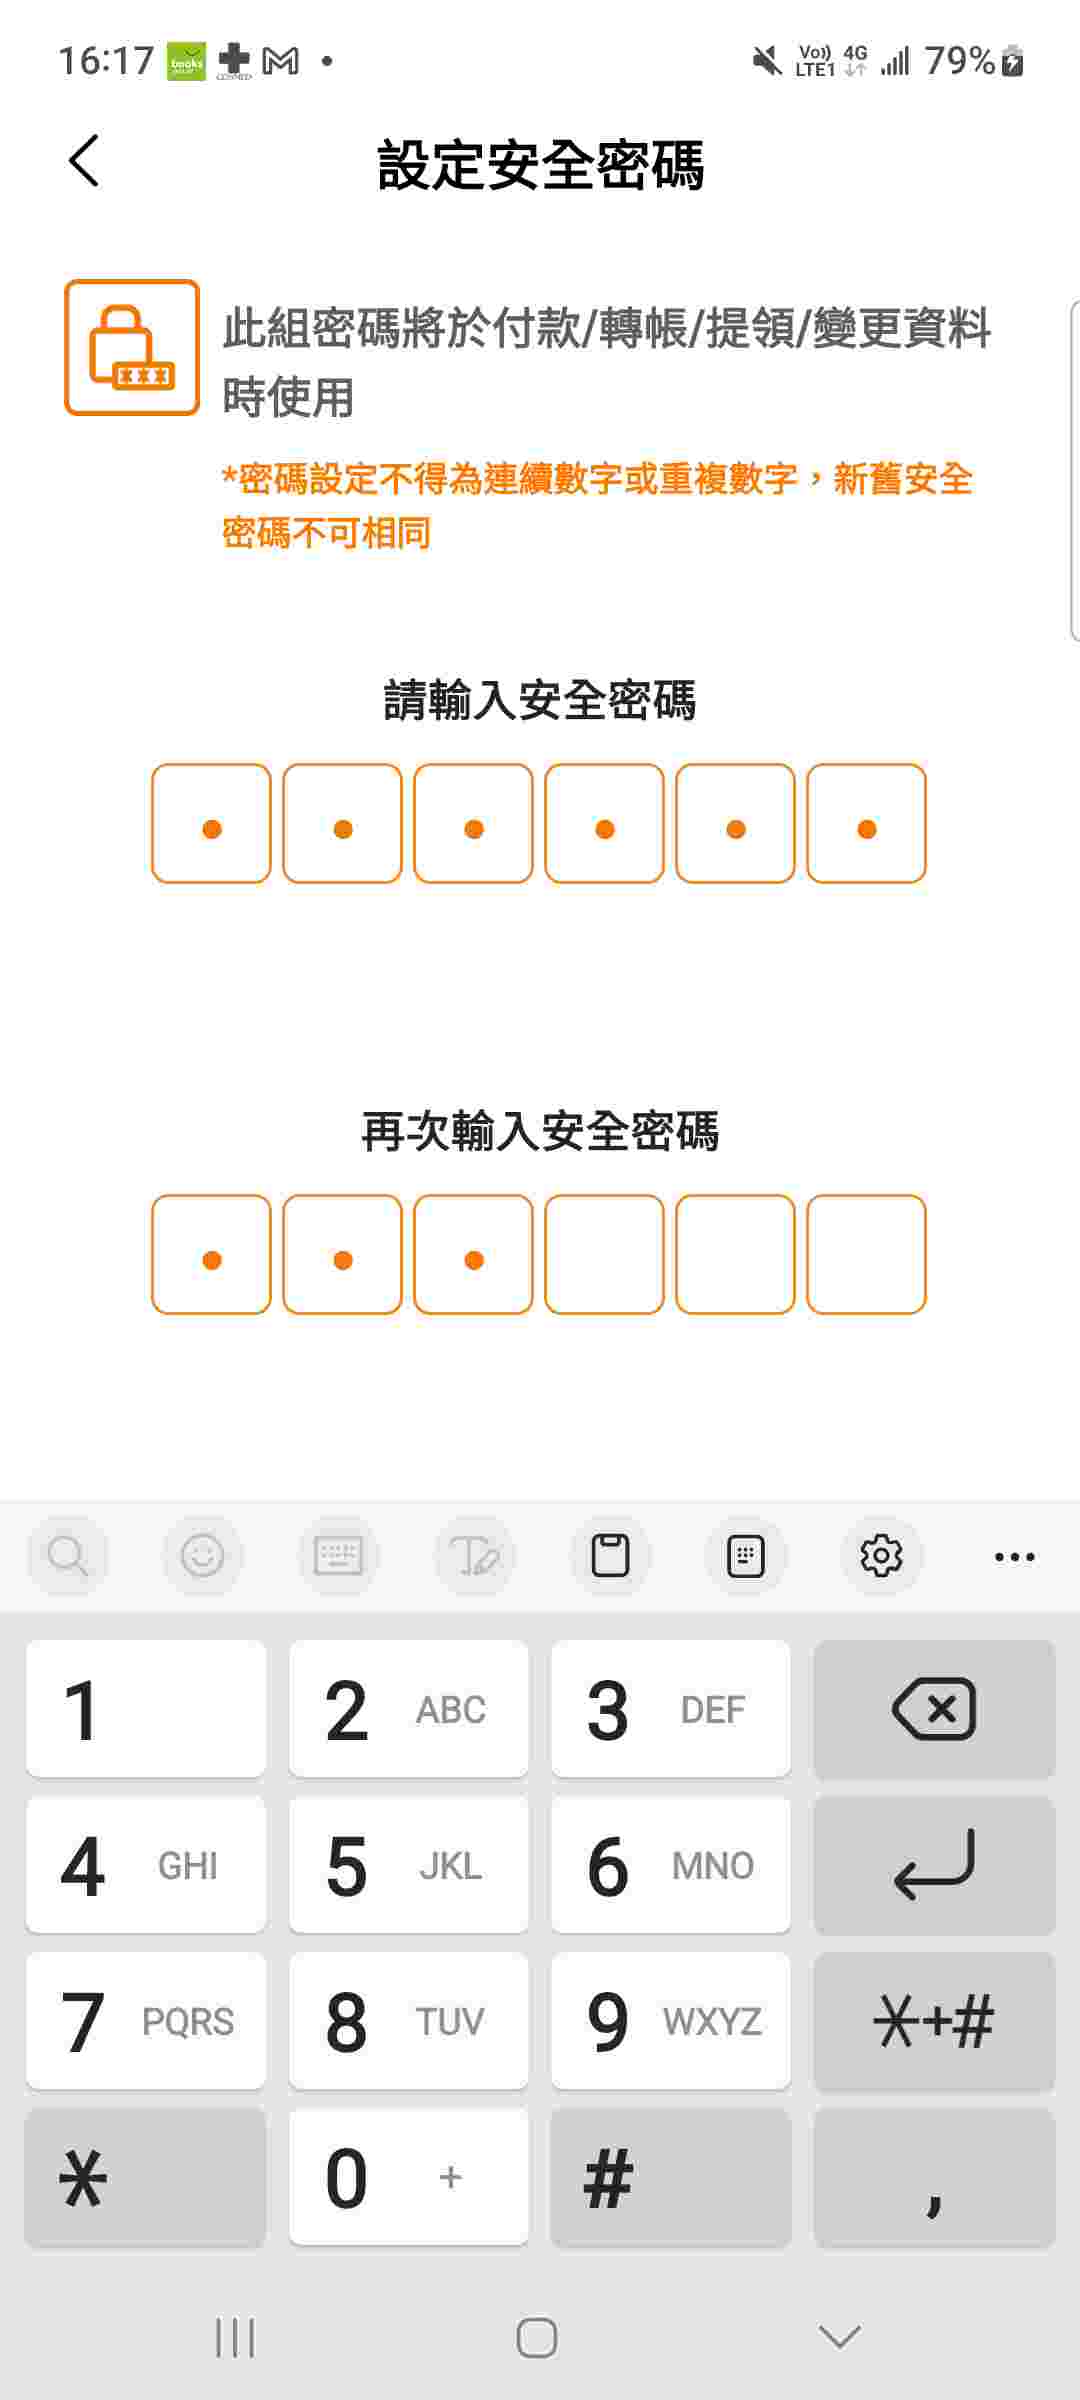 16:17 books Vo)) LTE1 4G 79%
設定安全密碼
此組密碼將於付款/轉帳/提領/變更資料
時使用
*密碼設定不得為連續數字或重複數字，新舊安全
密碼不可相同
請輸入安全密碼
再次輸入安全密碼
1 2 ABC 3 DEF
4 GHI 5 JKL 6 MNO
7 PQRS 8 TUV 9 WXYZ *+#
* 0 + # ,